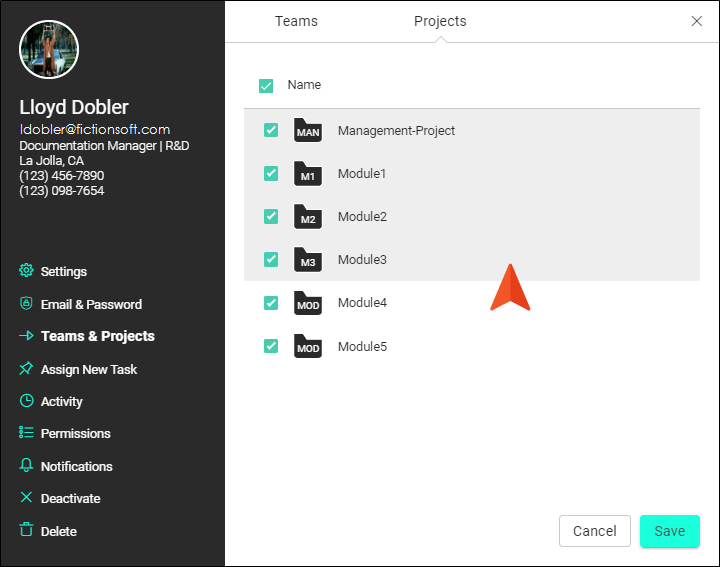 Lloyd Dobler
ldobler@fictionsoft.com
Documentation Manager | R&D
La Jolla, CA
(123) 456-7890
(123) 098-7654
Settings
Email & Password
Teams & Projects
Assign New Task
Activity
Permissions
Notifications
Deactivate
Delete
Teams Projects
Name
MAN Management-Project
M1 Module1
M2 Module2
M3 Module3
MOD Module4
MOD Module5
Cancel Save